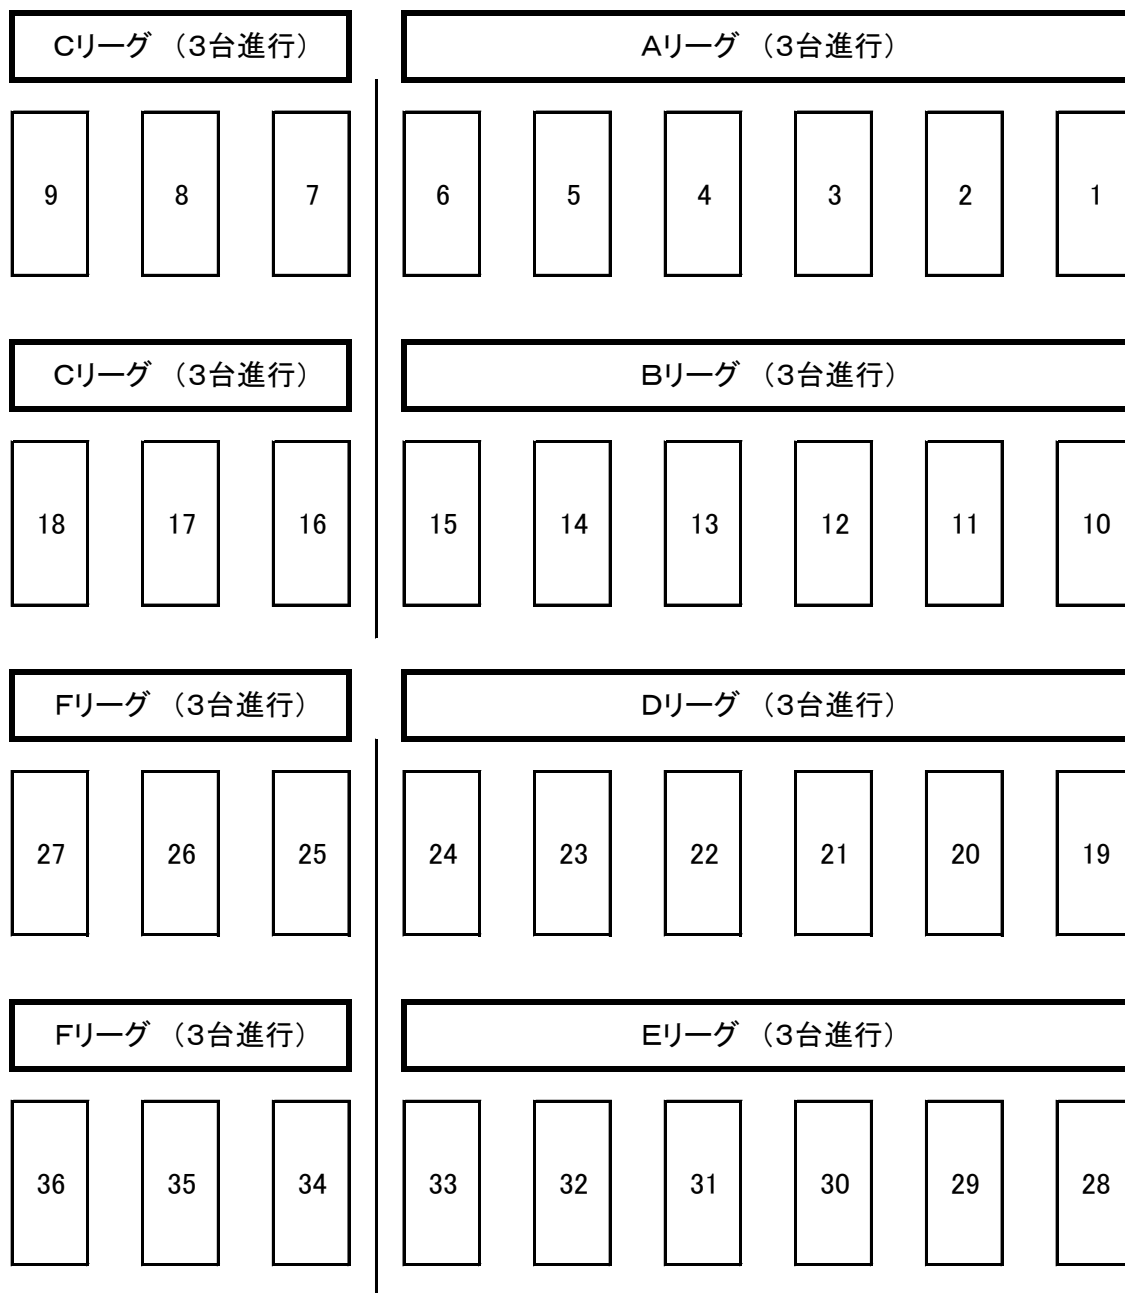 Cリーグ （3台進行）
Aリーグ （3台進行）
9 8 7 6 5 4 3 2 1
Cリーグ （3台進行）
Bリーグ （3台進行）
18 17 16 15 14 13 12 11 10
Fリーグ （3台進行）
Dリーグ （3台進行）
27 26 25 24 23 22 21 20 19
Fリーグ （3台進行）
Eリーグ （3台進行）
36 35 34 33 32 31 30 29 28